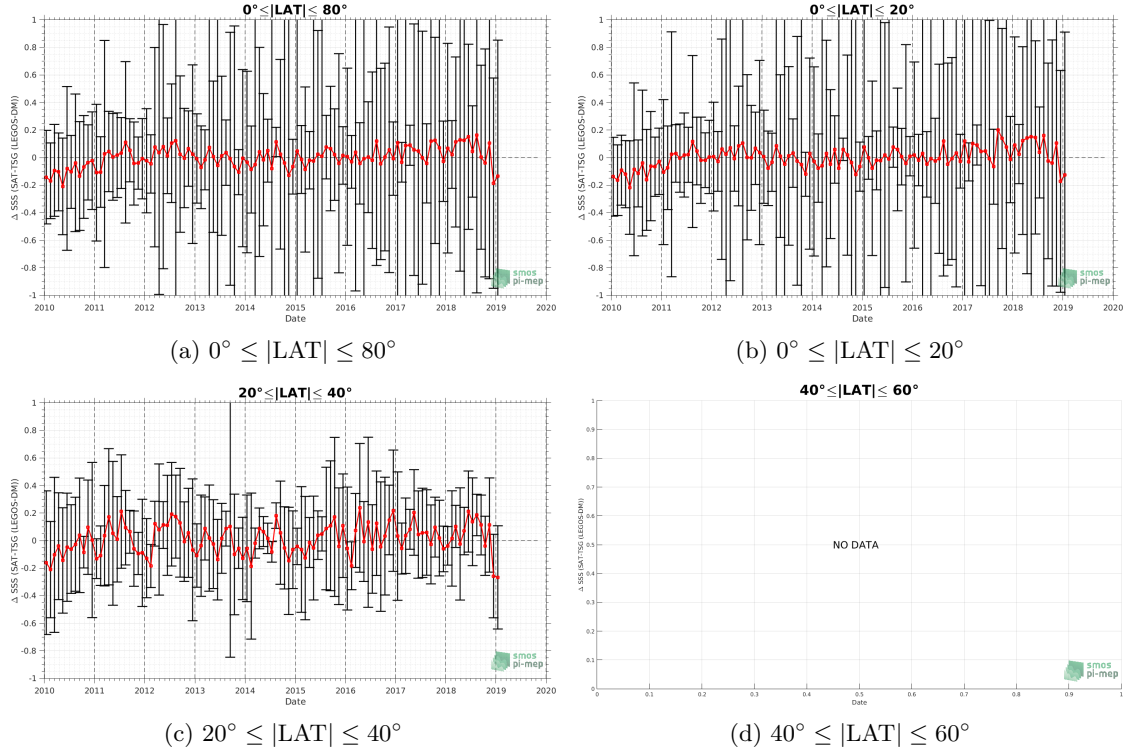 0°≤|LAT|≤ 80°
1
0.8
0.6
0.4
0.2
0
-0.2
-0.4
-0.6
-0.8
-1
Δ SSS (SAT-TSG (LEGOS-DM))
2010 2011 2012 2013 2014 2015 2016 2017 2018 2019 2020
Date
smos
pi-mep
(a) 0° ≤ |LAT| ≤ 80°
0°≤|LAT|≤ 20°
1
0.8
0.6
0.4
0.2
0
-0.2
-0.4
-0.6
-0.8
-1
Δ SSS (SAT-TSG (LEGOS-DM))
2010 2011 2012 2013 2014 2015 2016 2017 2018 2019 2020
Date
smos
pi-mep
(b) 0° ≤ |LAT| ≤ 20°
20°≤|LAT|≤ 40°
1
0.8
0.6
0.4
0.2
0
-0.2
-0.4
-0.6
-0.8
-1
Δ SSS (SAT-TSG (LEGOS-DM))
2010 2011 2012 2013 2014 2015 2016 2017 2018 2019 2020
Date
smos
pi-mep
(c) 20° ≤ |LAT| ≤ 40°
40°≤|LAT|≤ 60°
1
0.9
0.8
0.7
0.6
0.5
0.4
0.3
0.2
0.1
0
Δ SSS (SAT-TSG (LEGOS-DM))
NO DATA
0 0.1 0.2 0.3 0.4 0.5 0.6 0.7 0.8 0.9 1
Date
smos
pi-mep
(d) 40° ≤ |LAT| ≤ 60°